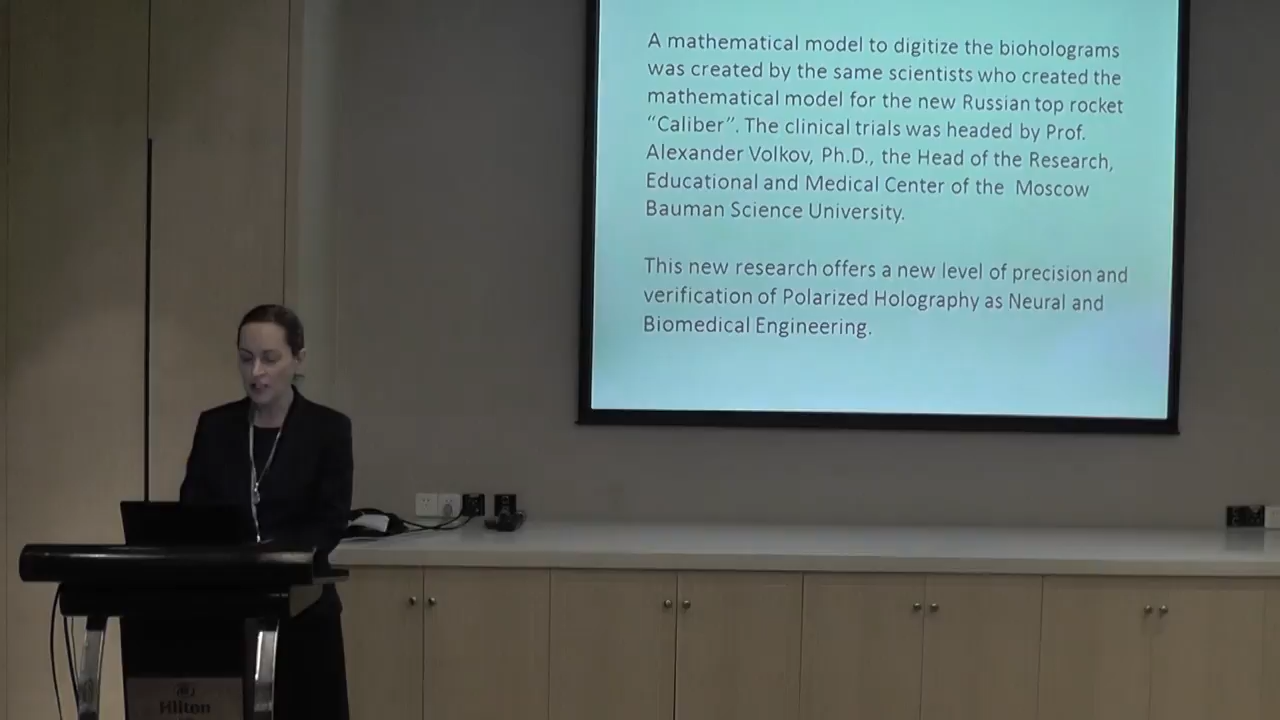 A mathematical model to digitize the bioholograms
was created by the same scientists who created the
mathematical model for the new Russian top rocket
“Caliber”. The clinical trials was headed by Prof.
Alexander Volkov, Ph.D., the Head of the Research,
Educational and Medical Center of the Moscow
Bauman Science University.
This new research offers a new level of precision and
verification of Polarized Holography as Neural and
Biomedical Engineering.
Hilton